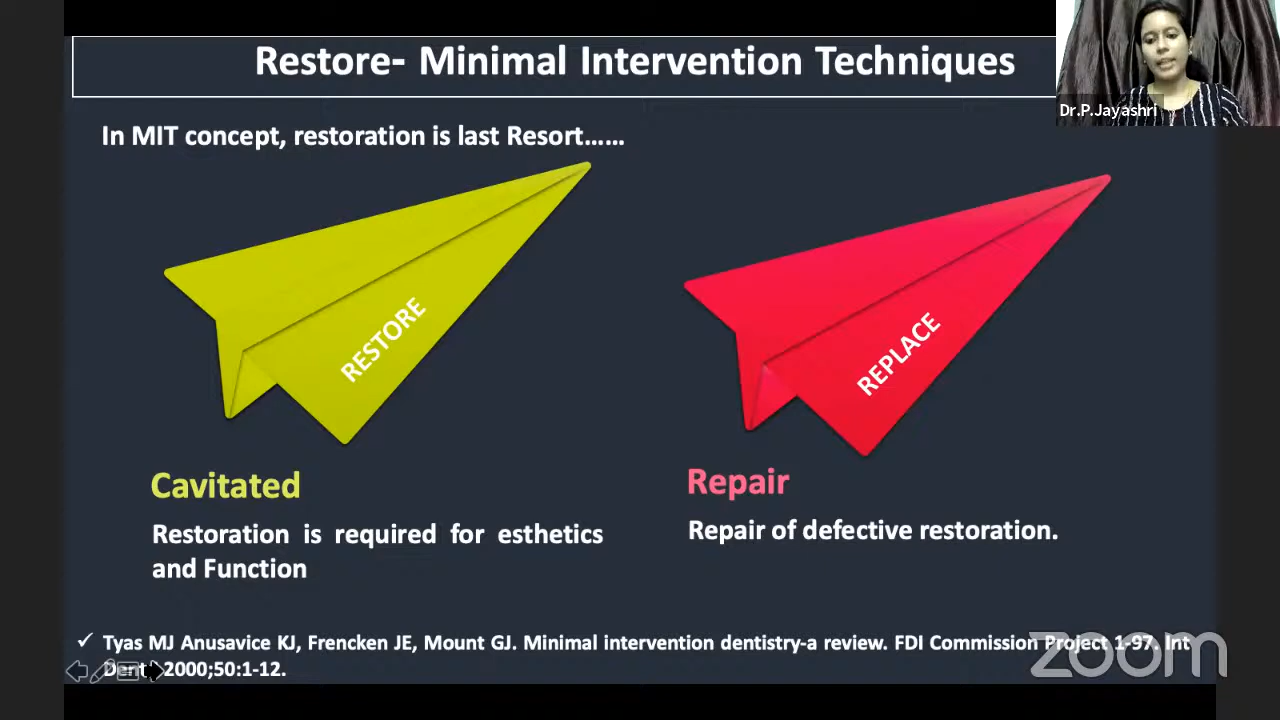 Restore- Minimal Intervention Techniques
Dr.P.Jayashri
In MIT concept, restoration is last Resort......
RESTORE
REPLACE
Cavitated
Restoration is required for esthetics
and Function
Repair
Repair of defective restoration.
✓ Tyas MJ Anusavice KJ, Frencken JE, Mount GJ. Minimal intervention dentistry-a review. FDI Commission Project 1-97. Int
2000;50:1-12.
zoom